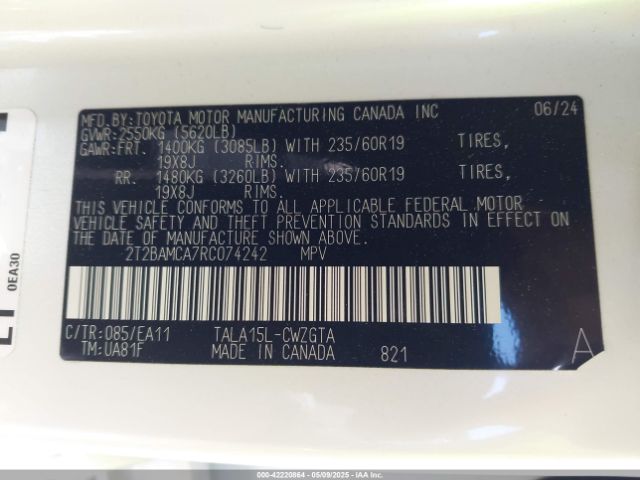 MFD.BY:TOYOTA MOTOR MANUFACTURING CANADA INC 06/24
GVWR:2550KG (5620LB)
GAWR:FRT. 1400KG (3085LB) WITH 235/60R19 TIRES,
19X8J RIMS.
RR. 1480KG (3260LB) WITH 235/60R19 TIRES,
19X8J RIMS.
THIS VEHICLE CONFORMS TO ALL APPLICABLE FEDERAL MOTOR
VEHICLE SAFETY AND THEFT PREVENTION STANDARDS IN EFFECT ON
THE DATE OF MANUFACTURE SHOWN ABOVE.
2T2BAMCA7RC074242 MPV
C/TR:085/EA11 TALA15L-CWZGTA
TM:UA81F MADE IN CANADA 821 A
0EA30
000-42220864 - 05/09/2025 - IAAI.COM